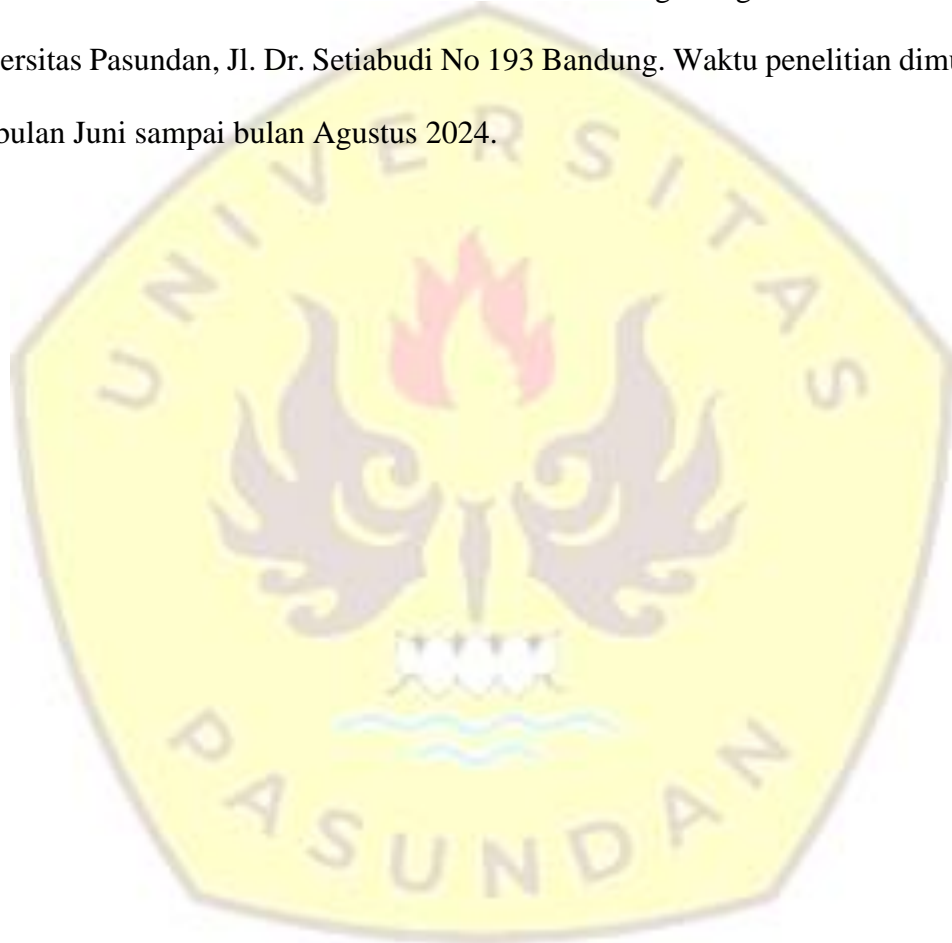 ersitas Pasundan, Jl. Dr. Setiabudi No 193 Bandung. Waktu penelitian dim
bulan Juni sampai bulan Agustus 2024.
UNIVERSITAS
PASUNDAN